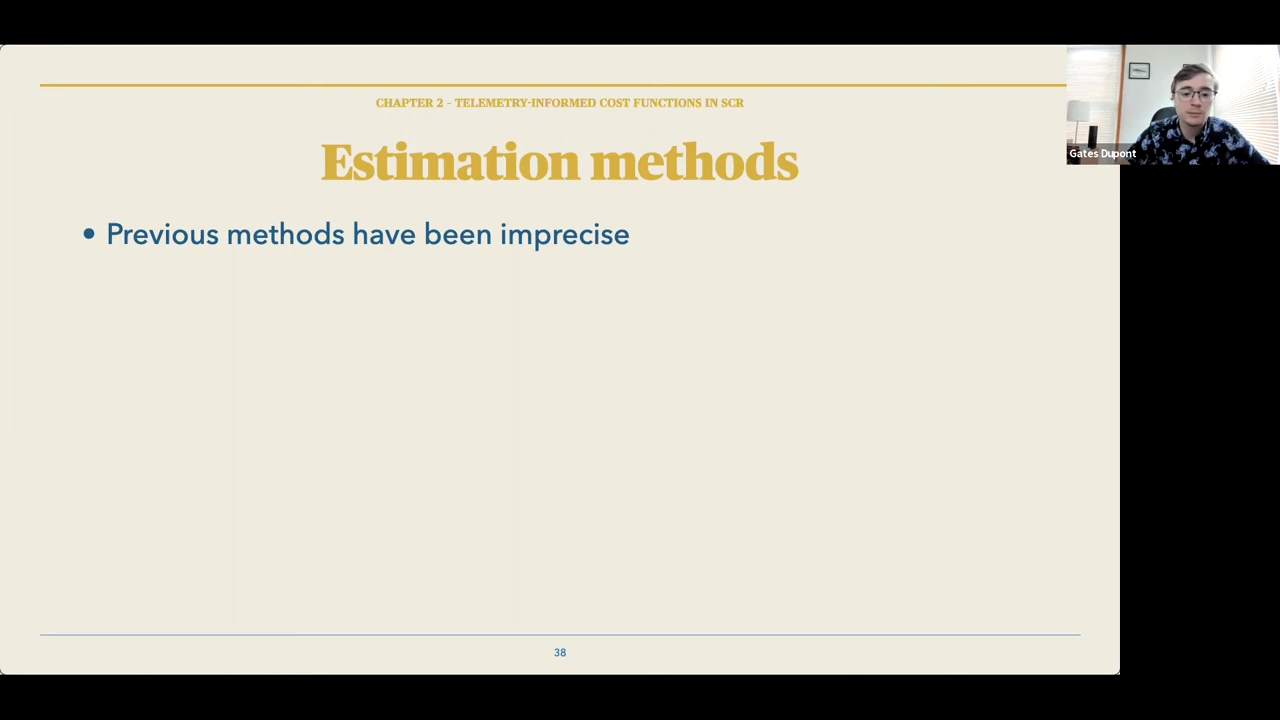 CHAPTER 2 - TELEMETRY-INFORMED COST FUNCTIONS IN SCR
Estimation methods
• Previous methods have been imprecise
38
Gates Dupont